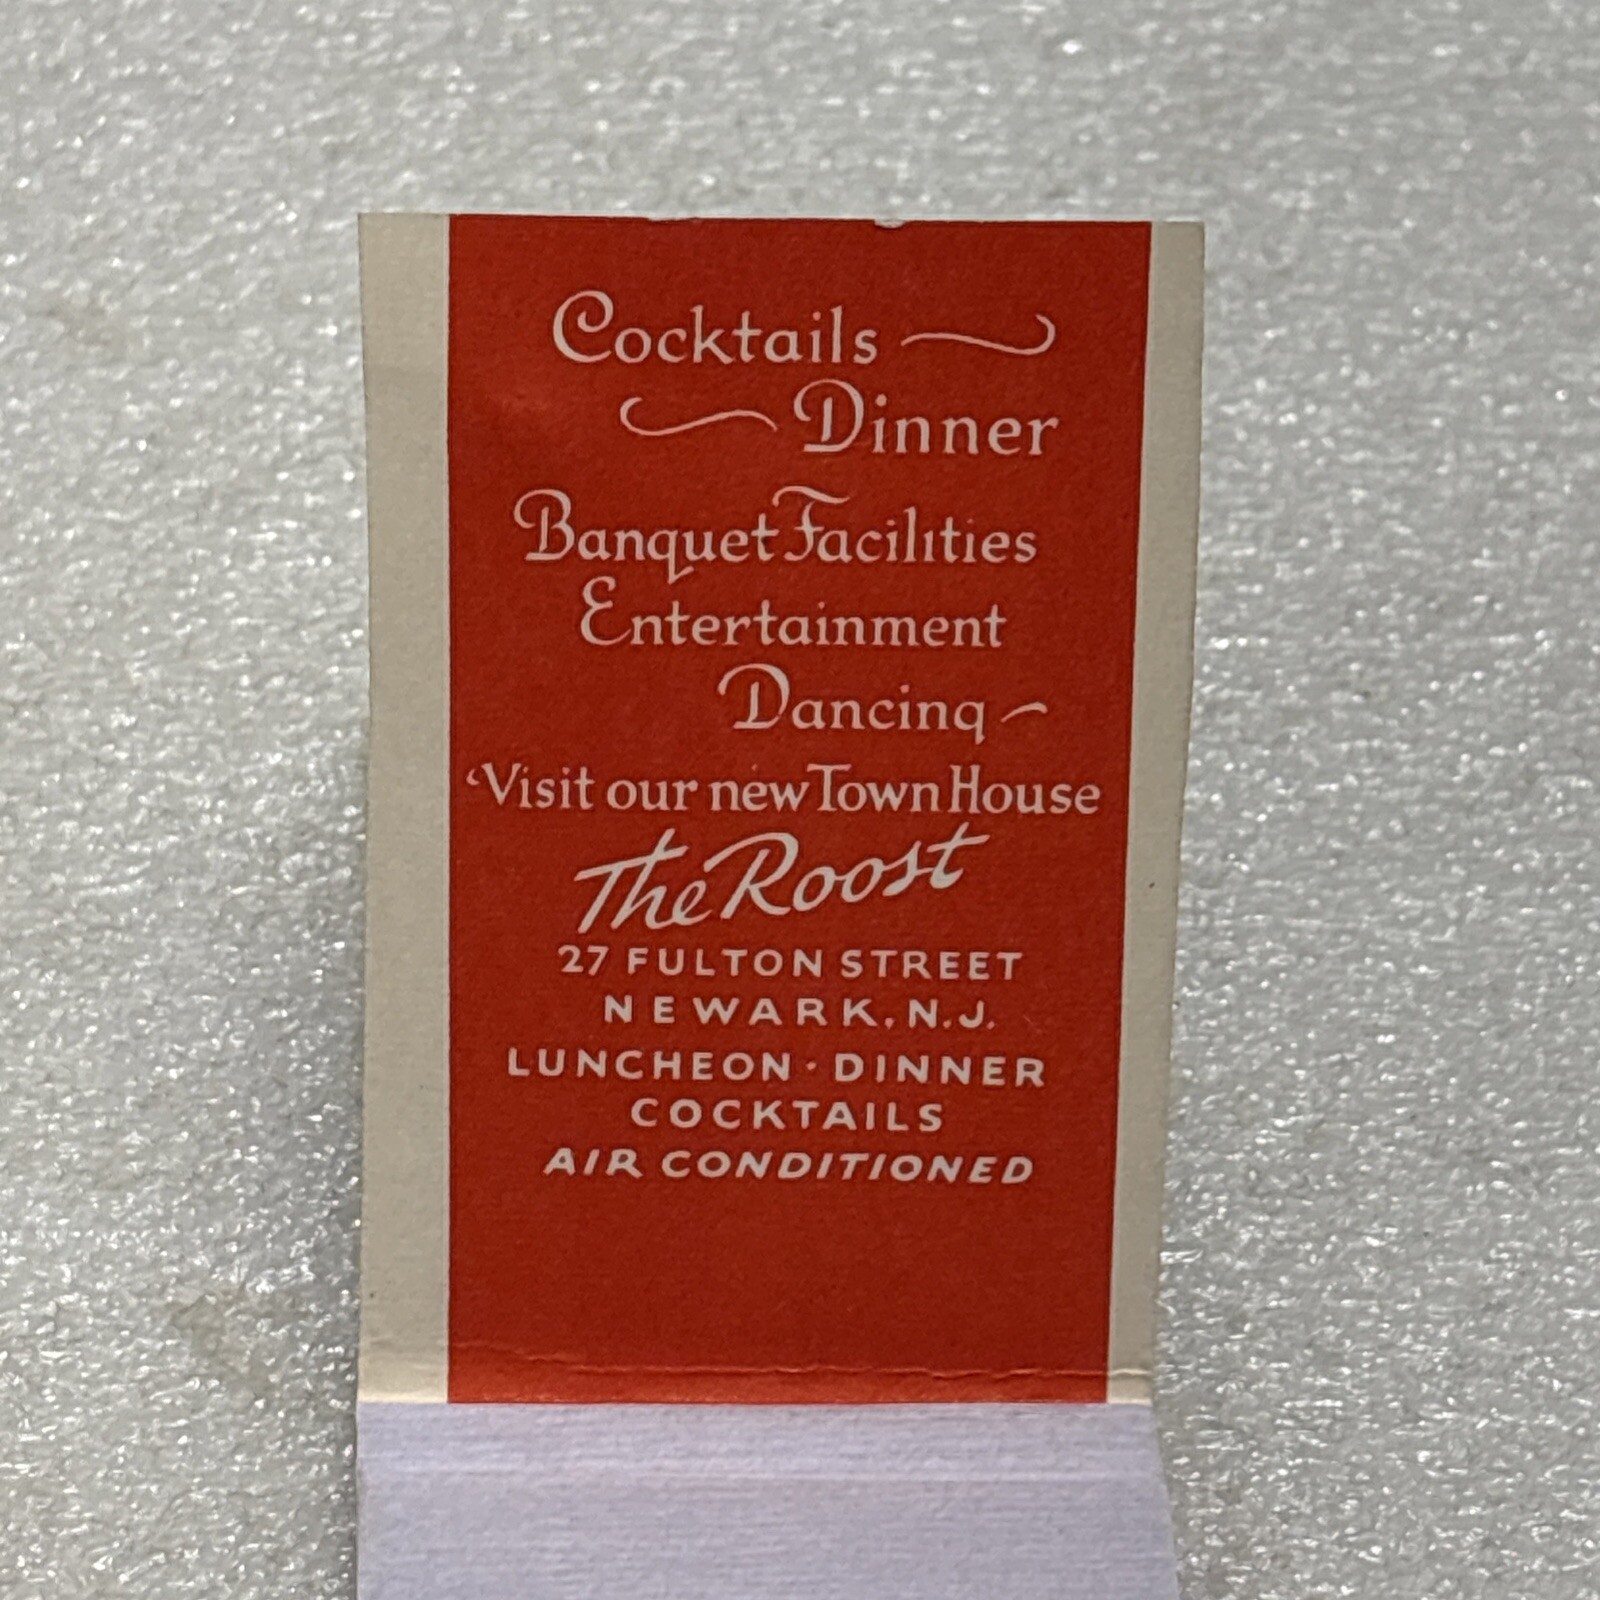 Cocktails
Dinner
Banquet Facilities
Entertainment
Dancing
Visit our new Town House
The Roost
27 FULTON STREET
NEWARK, N.J.
LUNCHEON · DINNER
COCKTAILS
AIR CONDITIONED